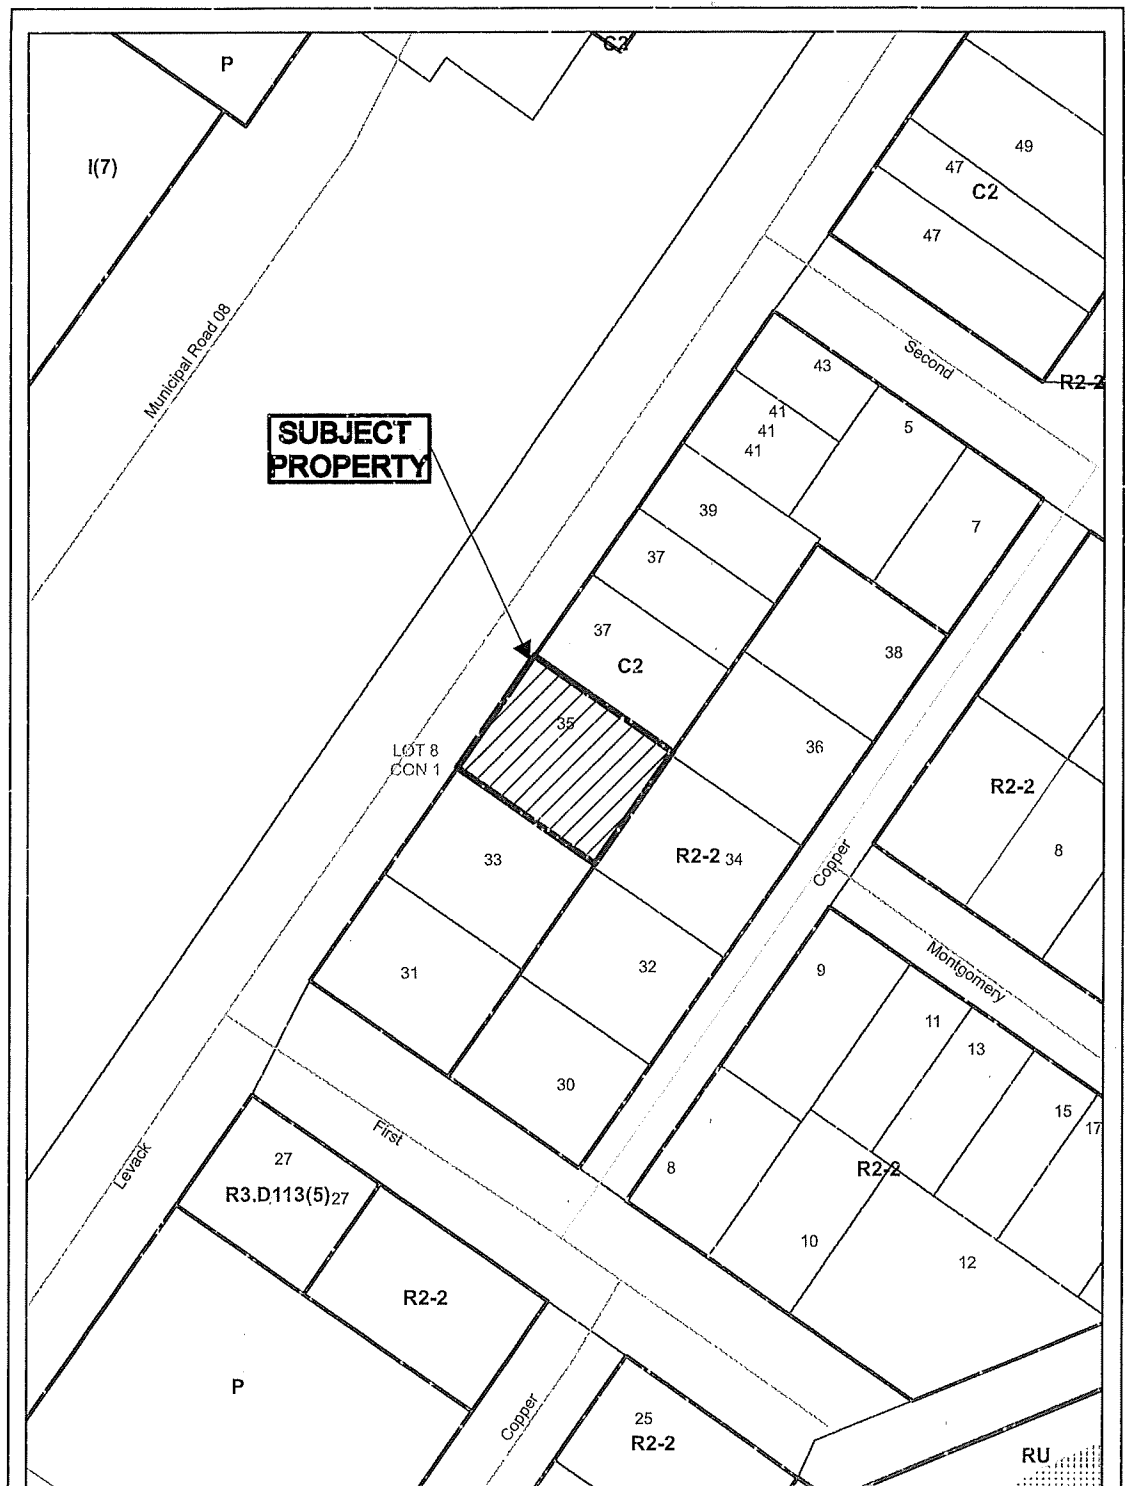 C2
P
49
I(7)
47
C2
47
Municipal Road 08
Second
43
R2-2
SUBJECT
PROPERTY
41
41
41
5
39
7
37
37
38
C2
35
36
LOT 8
CON 1
R2-2
33
R2-2 34
Copper
8
31
32
9
Montgomery
11
13
30
15
17
First
Levack
27
8
R2-2
R3.D113(5) 27
10
12
R2-2
P
Copper
25
R2-2
RU